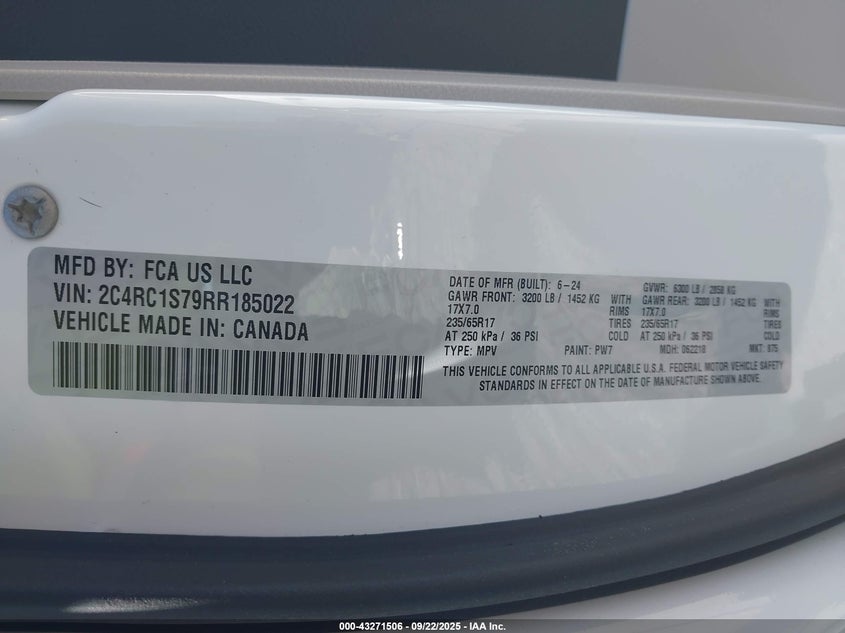 MFD BY: FCA US LLC
VIN: 2C4RC1S79RR185022
VEHICLE MADE IN: CANADA
DATE OF MFR (BUILT): 6-24 GVWR: 6300 LB / 2858 KG
GAWR FRONT: 3200 LB / 1452 KG WITH GAWR REAR: 3200 LB / 1452 KG WITH
17X7.0 RIMS 17X7.0 RIMS
235/65R17 TIRES 235/65R17 TIRES
AT 250 kPa / 36 PSI COLD AT 250 kPa / 36 PSI COLD
TYPE: MPV PAINT: PW7 MDH: 062218 MKT: 875
THIS VEHICLE CONFORMS TO ALL APPLICABLE U.S.A. FEDERAL MOTOR VEHICLE SAFETY
STANDARDS IN EFFECT ON THE DATE OF MANUFACTURE SHOWN ABOVE.
000-43271506 - 09/22/2025 - IAA Inc.